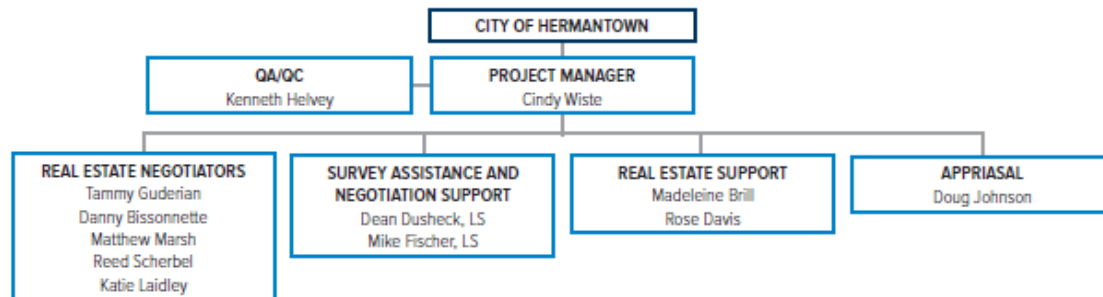 CITY OF HERMANTOWN
QA/QC
Kenneth Helvey
PROJECT MANAGER
Cindy Wiste
REAL ESTATE NEGOTIATORS
Tammy Guderian
Danny Bissonnette
Matthew Marsh
Reed Scherbel
Katie Laidley
SURVEY ASSISTANCE AND
NEGOTIATION SUPPORT
Dean Dusheck, LS
Mike Fischer, LS
REAL ESTATE SUPPORT
Madeleine Brill
Rose Davis
APPRIASAL
Doug Johnson